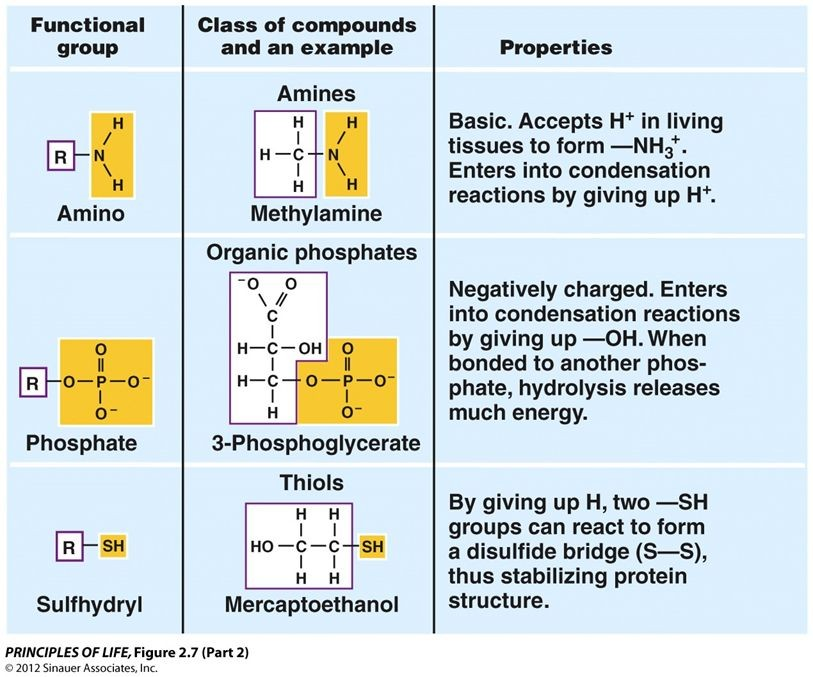 Functional group
Class of compounds and an example
Properties
Amines
H
R—N
H
Amino
H H
H—C—N
H H
Methylamine
Basic. Accepts H⁺ in living
tissues to form —NH₃⁺.
Enters into condensation
reactions by giving up H⁺.
Organic phosphates
O
R—O—P—O⁻
O⁻
Phosphate
⁻O O
C
H—C—OH O
H—C—O—P—O⁻
H O⁻
3-Phosphoglycerate
Negatively charged. Enters
into condensation reactions
by giving up —OH. When
bonded to another phos-
phate, hydrolysis releases
much energy.
Thiols
R—SH
Sulfhydryl
H H
HO—C—C—SH
H H
Mercaptoethanol
By giving up H, two —SH
groups can react to form
a disulfide bridge (S—S),
thus stabilizing protein
structure.
PRINCIPLES OF LIFE, Figure 2.7 (Part 2)
© 2012 Sinauer Associates, Inc.